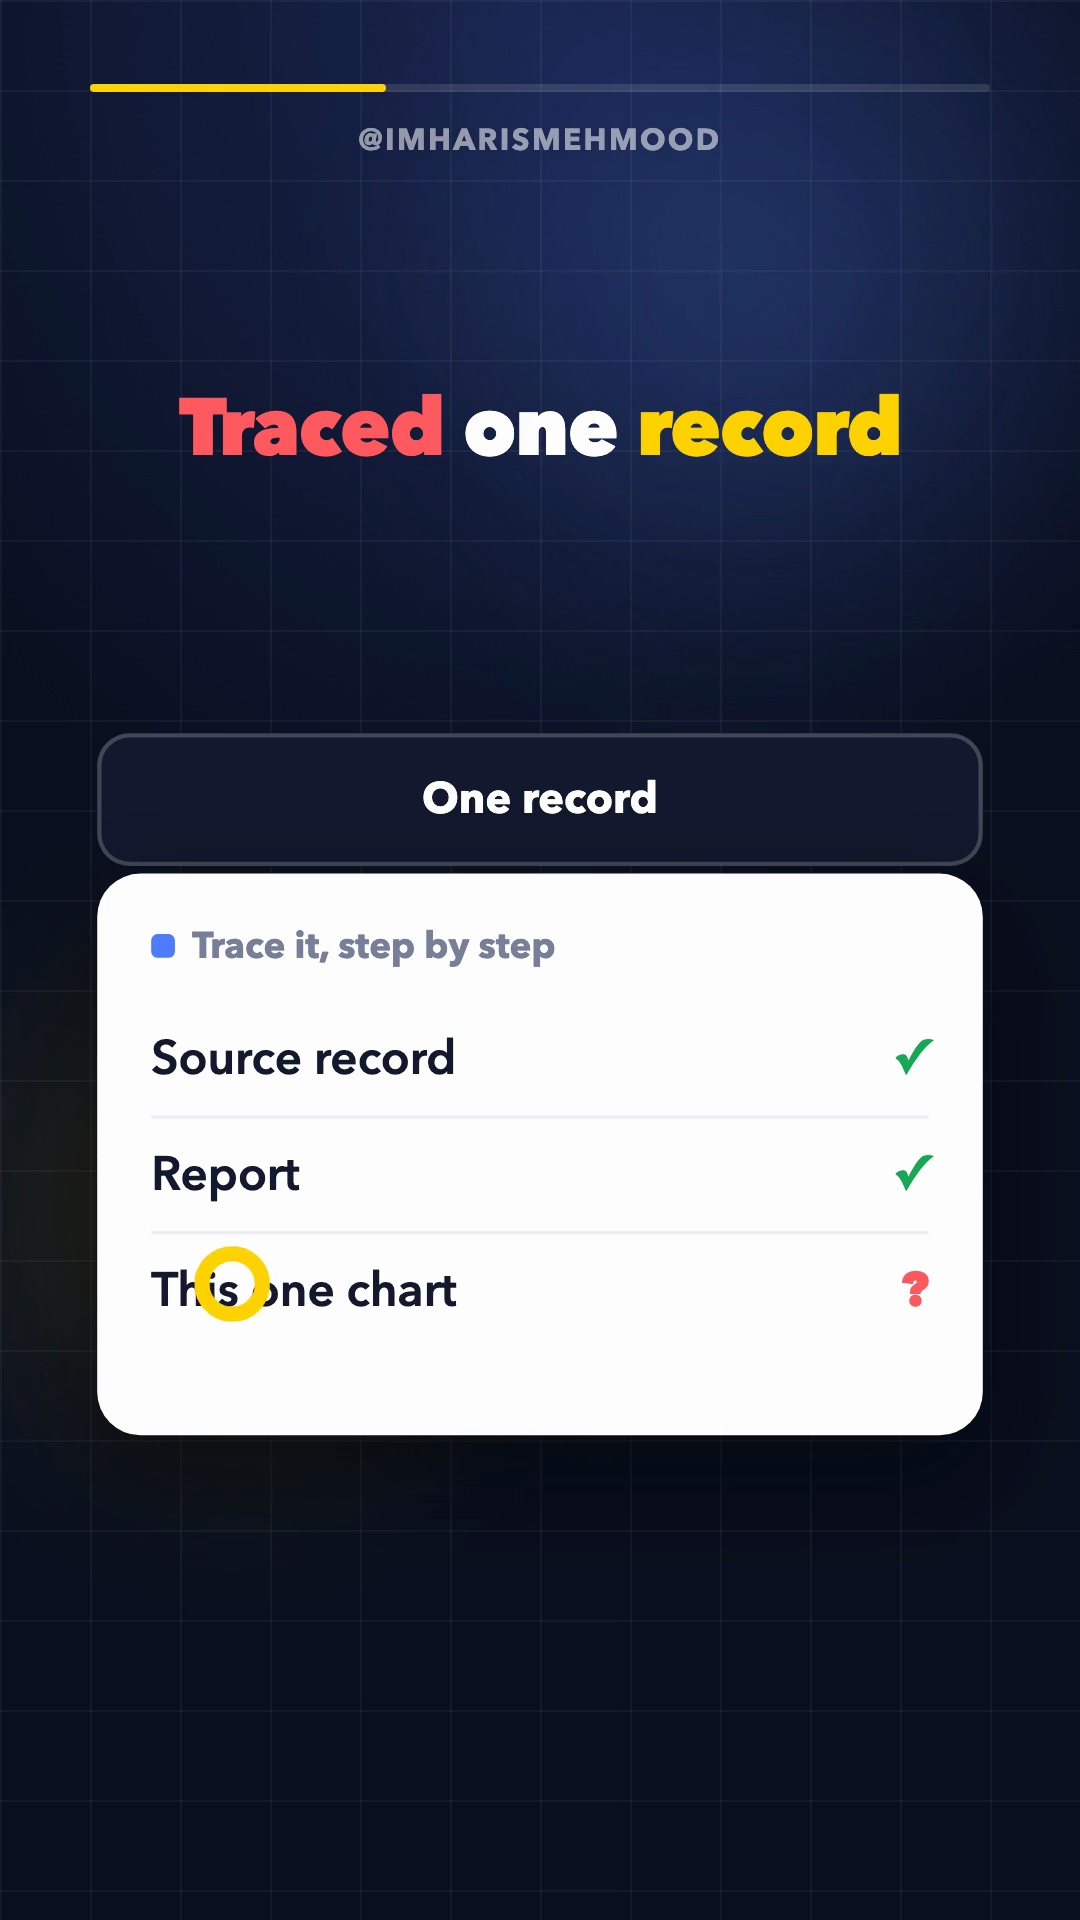 @IMHARISMEHMOOD
Traced one record
One record
Trace it, step by step
Source record ✓
Report ✓
This one chart ?